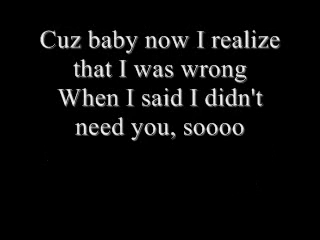 Cuz baby now I realize
that I was wrong
When I said I didn't
need you, soooo